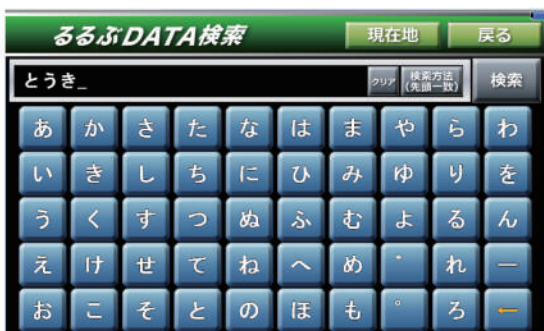 るるぶDATA検索 現在地 戻る
とうき_ クリア 検索方法 検索
(先頭一致)
あ か さ た な は ま や ら わ
い き し ち に ひ み ゆ り を
う く す つ ぬ ふ む よ る ん
え け せ て ね へ め ゛ れ ー
お こ そ と の ほ も ゜ ろ ←